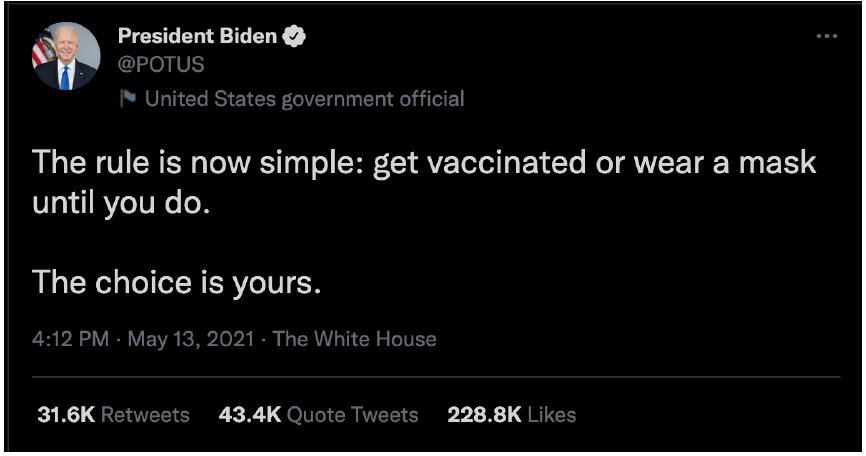 President Biden
@POTUS
United States government official
The rule is now simple: get vaccinated or wear a mask
until you do.
The choice is yours.
4:12 PM · May 13, 2021 · The White House
31.6K Retweets 43.4K Quote Tweets 228.8K Likes